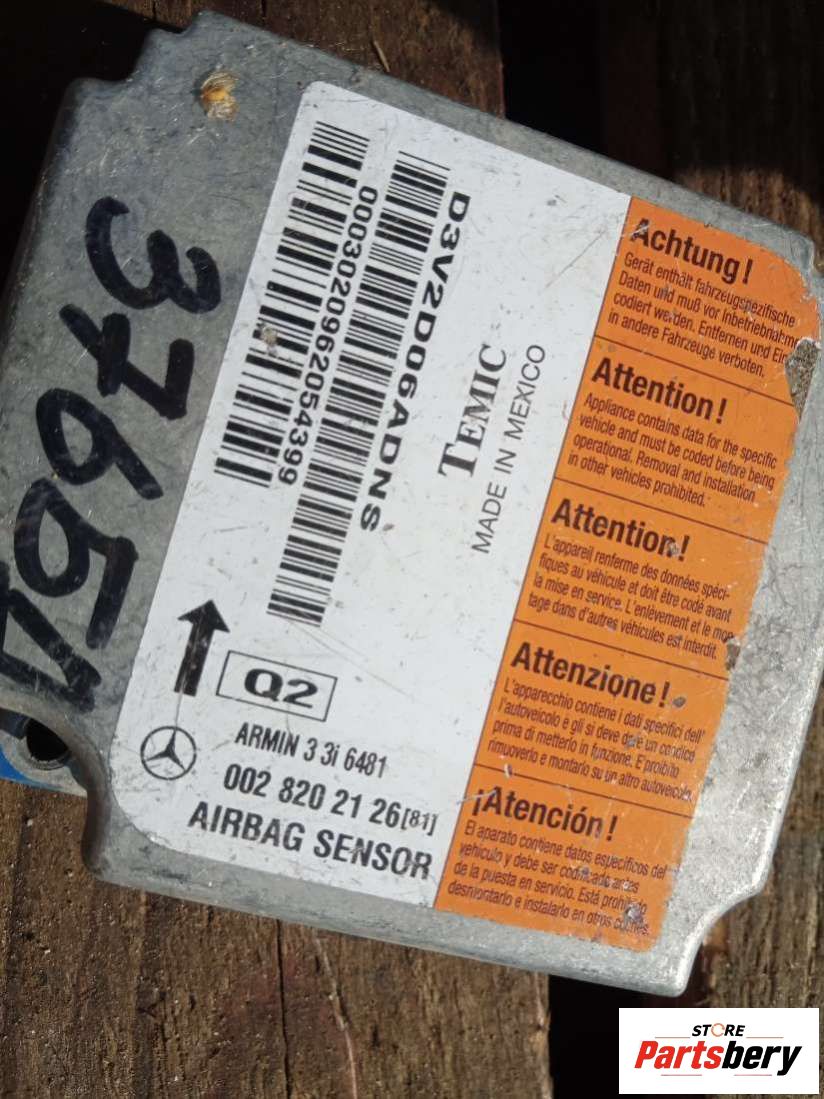 3765A
D3V2D06ADNS
000302096205 4399
TEMIC
MADE IN MEXICO
Q2
ARMIN 3 3i 6481
002 820 21 26[81]
AIRBAG SENSOR
Achtung!
Gerät enthält fahrzeugspezifische
Daten und muß vor Inbetriebnahme
codiert werden. Entfernen und Ein
in andere Fahrzeuge verboten.
Attention!
Appliance contains data for the specific
vehicle and must be coded before being
operational. Removal and installation
in other vehicles prohibited.
Attention!
L'appareil renferme des données spéci-
fiques au véhicule et doit être codé avant
la mise en service. L'enlèvement et le mon
tage dans d'autres véhicules est interdit.
Attenzione!
L'apparecchio contiene i dati specifici dell'
autoveicolo e gli si deve dare un condice
prima di metterlo in funzione. E proibito
rimuoverlo e montarlo su un altro autoveicolo.
¡Atención!
El aparato contiene datos específicos del
vehículo y debe ser codificado antes
de la puesta en servicio. Está prohibido
desmontarlo e instalarlo en otros coches.
STORE
Partsbery